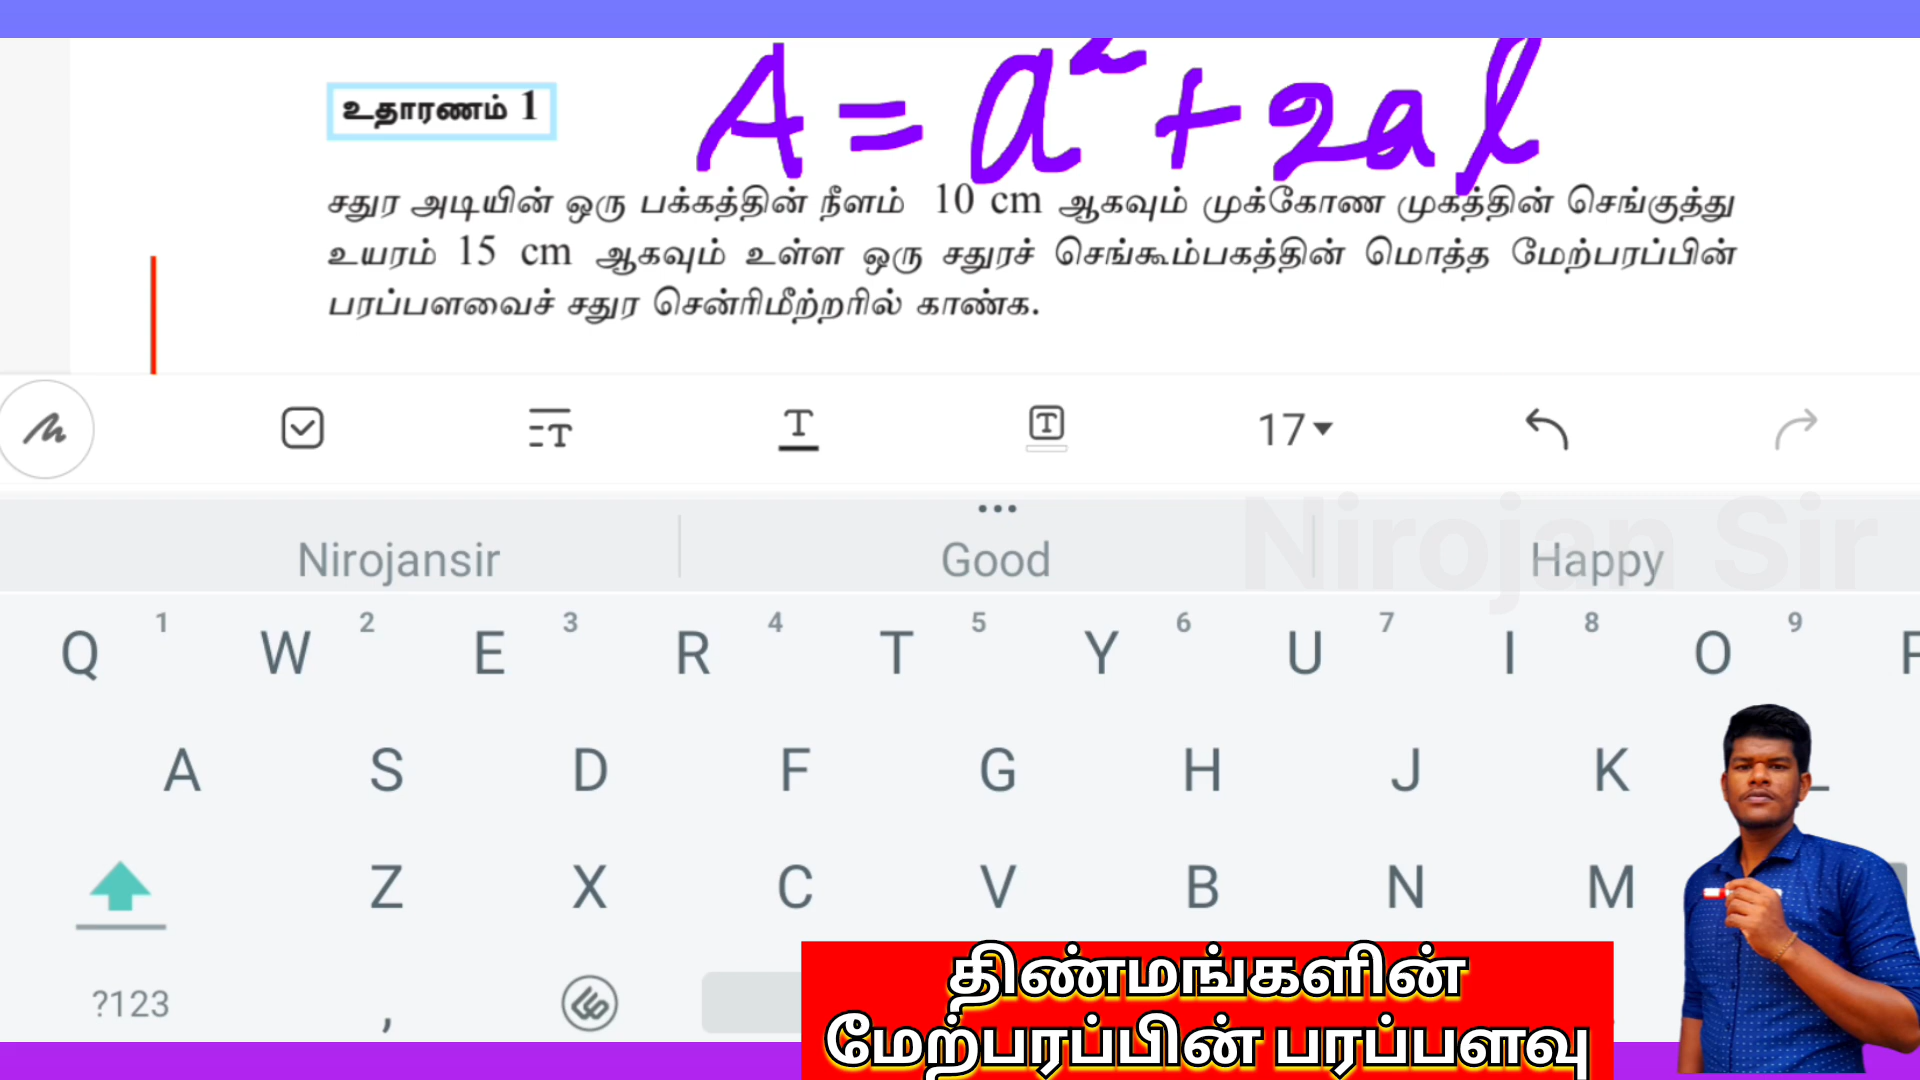 A = a² + 2al
உதாரணம் 1
சதுர அடியின் ஒரு பக்கத்தின் நீளம் 10 cm ஆகவும் முக்கோண முகத்தின் செங்குத்து
உயரம் 15 cm ஆகவும் உள்ள ஒரு சதுரச் செங்கூம்பகத்தின் மொத்த மேற்பரப்பின்
பரப்பளவைச் சதுர சென்ரிமீற்றரில் காண்க.
17
Nirojan Sir
Nirojansir Good Happy
1 2 3 4 5 6 7 8 9
Q W E R T Y U I O P
A S D F G H J K L
Z X C V B N M
?123 ,
திண்மங்களின்
மேற்பரப்பின் பரப்பளவு